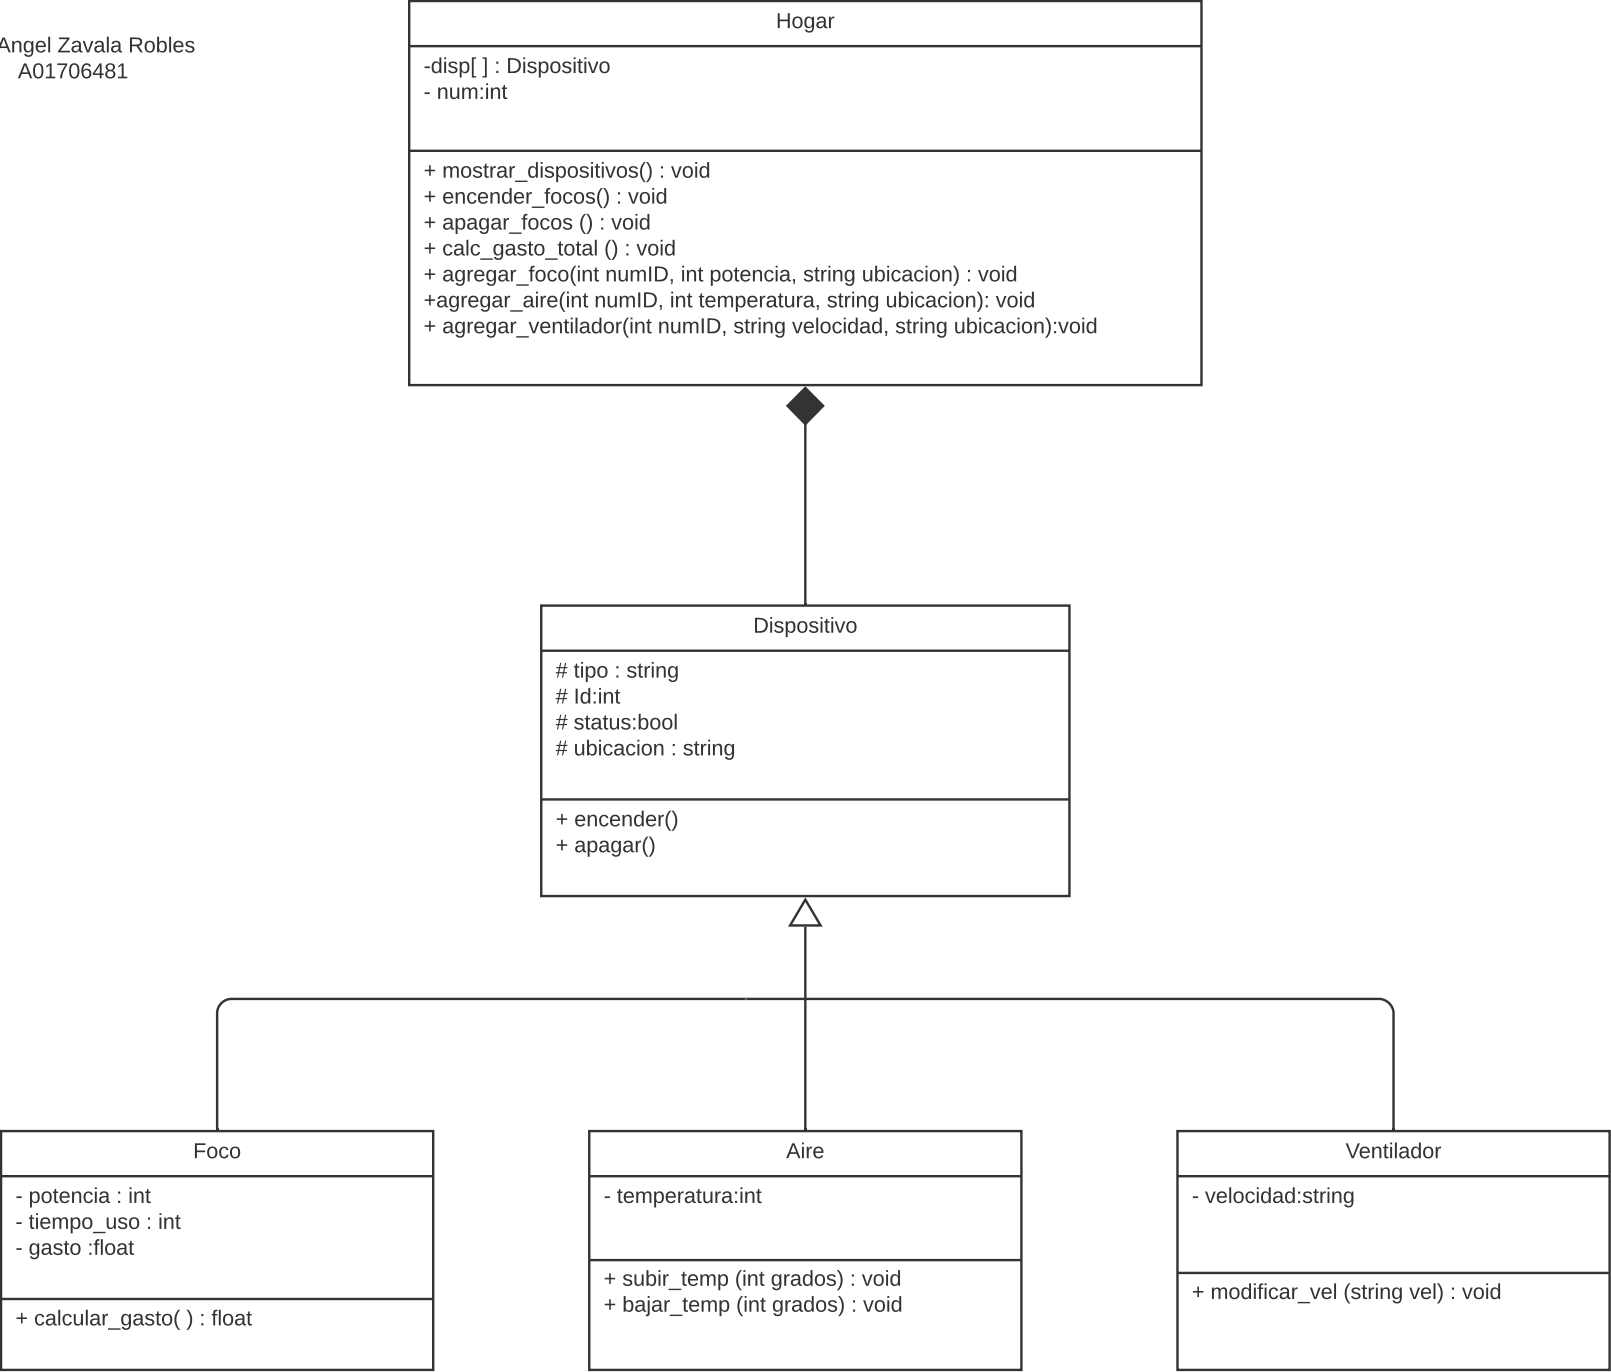 Angel Zavala Robles
A01706481
Hogar
-disp[ ] : Dispositivo
- num:int
+ mostrar_dispositivos() : void
+ encender_focos() : void
+ apagar_focos () : void
+ calc_gasto_total () : void
+ agregar_foco(int numID, int potencia, string ubicacion) : void
+agregar_aire(int numID, int temperatura, string ubicacion): void
+ agregar_ventilador(int numID, string velocidad, string ubicacion):void
Dispositivo
# tipo : string
# Id:int
# status:bool
# ubicacion : string
+ encender()
+ apagar()
Foco
- potencia : int
- tiempo_uso : int
- gasto :float
+ calcular_gasto( ) : float
Aire
- temperatura:int
+ subir_temp (int grados) : void
+ bajar_temp (int grados) : void
Ventilador
- velocidad:string
+ modificar_vel (string vel) : void